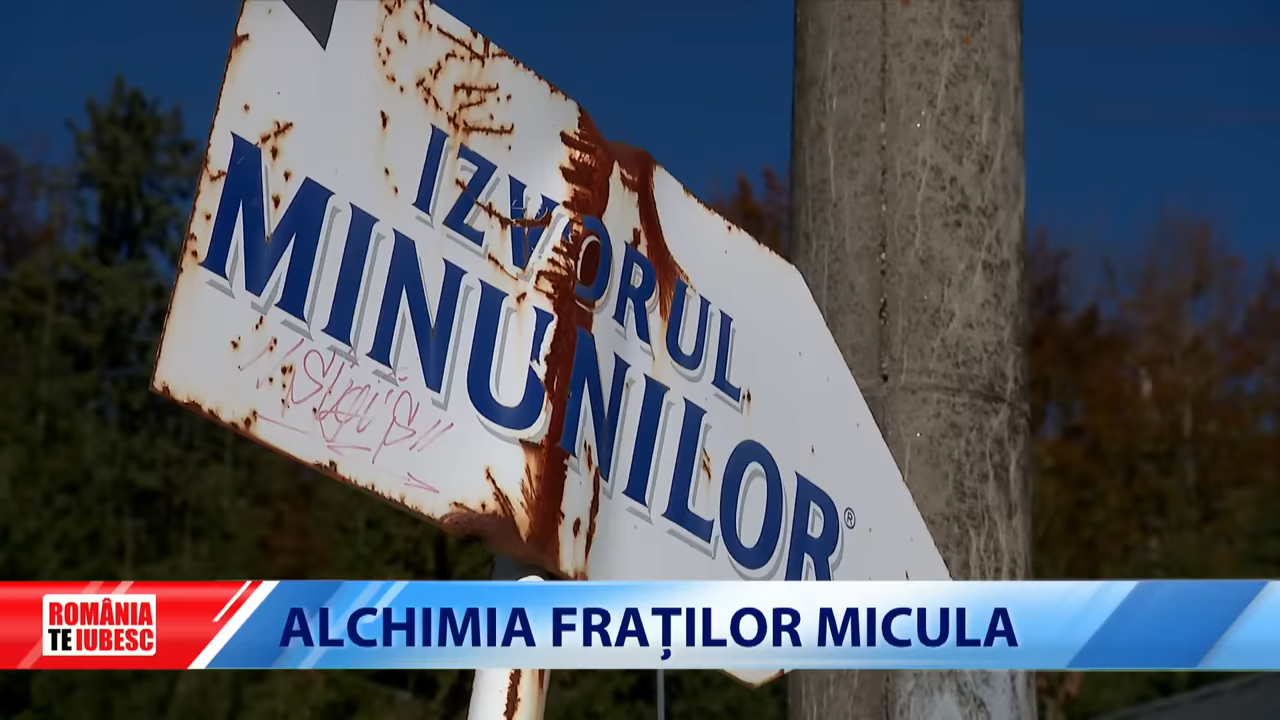 IZVORUL
MINUNILOR®
ROMÂNIA
TE IUBESC
ALCHIMIA FRAȚILOR MICULA